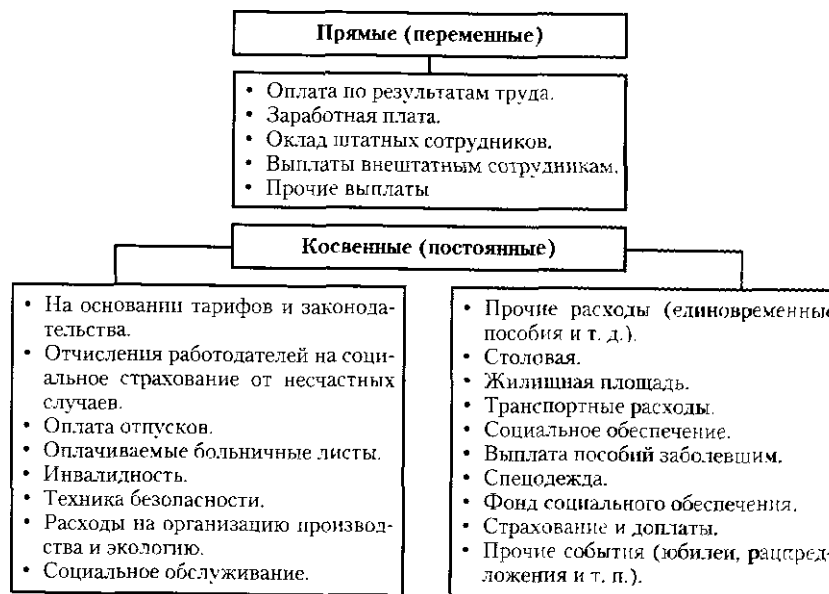 Прямые (переменные)
• Оплата по результатам труда.
• Заработная плата.
• Оклад штатных сотрудников.
• Выплаты внештатным сотрудникам.
• Прочие выплаты
Косвенные (постоянные)
• На основании тарифов и законода-
тельства.
• Отчисления работодателей на соци-
альное страхование от несчастных
случаев.
• Оплата отпусков.
• Оплачиваемые больничные листы.
• Инвалидность.
• Техника безопасности.
• Расходы на организацию производ-
ства и экологию.
• Социальное обслуживание.
• Прочие расходы (единовременные
пособия и т. д.).
• Столовая.
• Жилищная площадь.
• Транспортные расходы.
• Социальное обеспечение.
• Выплата пособий заболевшим.
• Спецодежда.
• Фонд социального обеспечения.
• Страхование и доплаты.
• Прочие события (юбилеи, рацпред-
ложения и т. п.).